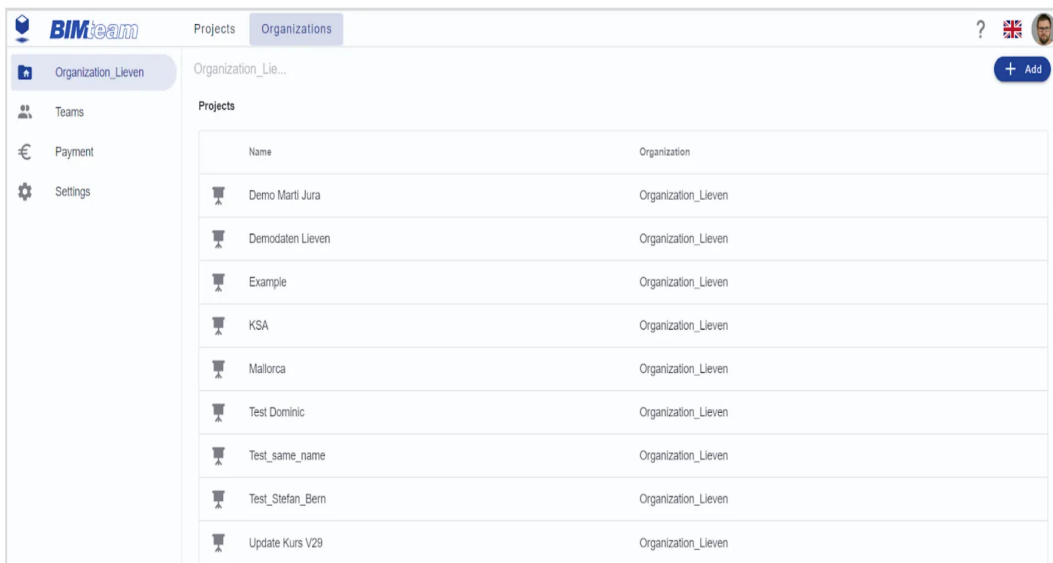 BIMteam Projects Organizations ?
Organization_Lieven
Teams
Payment
Settings
Organization_Lie...
+ Add
Projects
Name Organization
Demo Marti Jura Organization_Lieven
Demodaten Lieven Organization_Lieven
Example Organization_Lieven
KSA Organization_Lieven
Mallorca Organization_Lieven
Test Dominic Organization_Lieven
Test_same_name Organization_Lieven
Test_Stefan_Bern Organization_Lieven
Update Kurs V29 Organization_Lieven